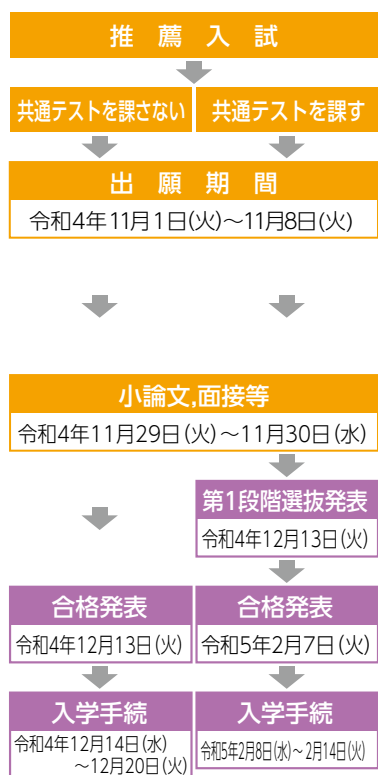 推薦入試
共通テストを課さない
共通テストを課す
出願期間
令和4年11月1日(火)～11月8日(火)
小論文,面接等
令和4年11月29日(火)～11月30日(水)
第1段階選抜発表
令和4年12月13日(火)
合格発表
令和4年12月13日(火)
合格発表
令和5年2月7日(火)
入学手続
令和4年12月14日(水)
～12月20日(火)
入学手続
令和5年2月8日(水)～2月14日(火)